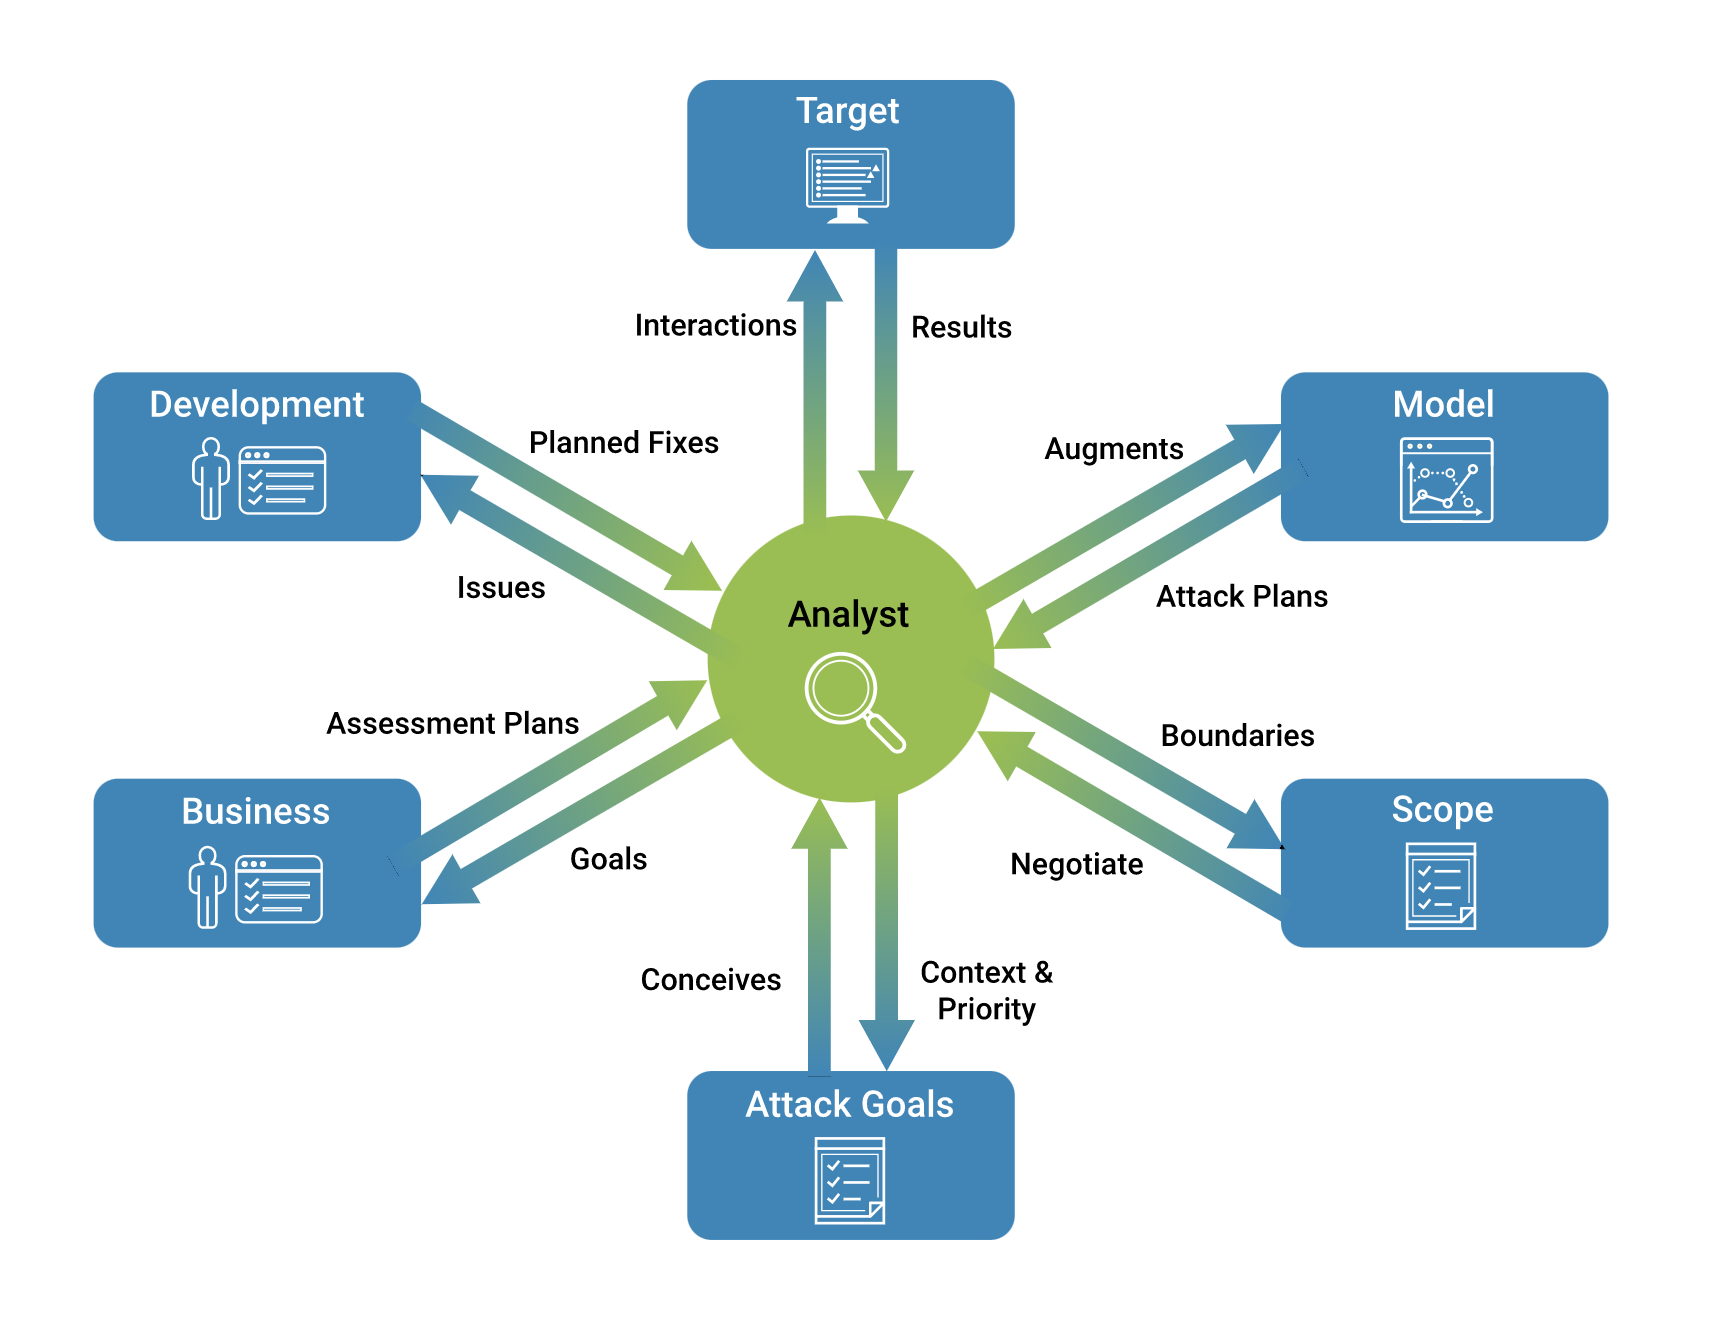 Target
Interactions
Results
Development
Model
Planned Fixes
Augments
Issues
Attack Plans
Analyst
Assessment Plans
Boundaries
Business
Scope
Goals
Negotiate
Conceives
Context &
Priority
Attack Goals